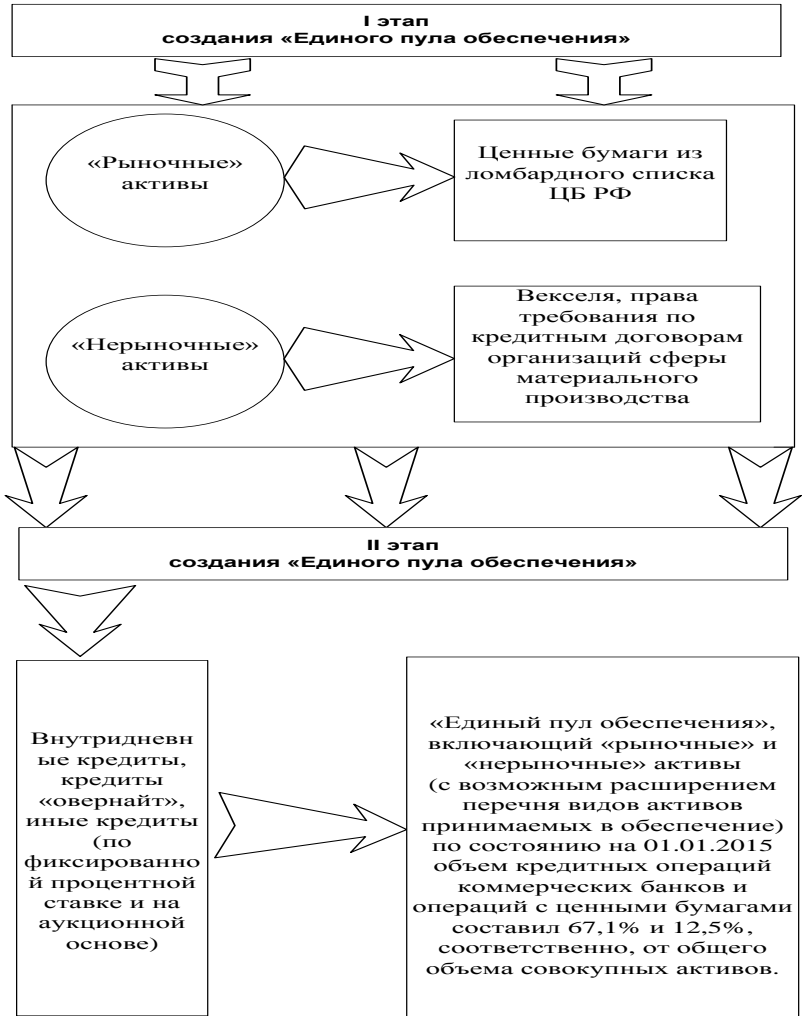 I этап
создания «Единого пула обеспечения»
«Рыночные»
активы
Ценные бумаги из
ломбардного списка
ЦБ РФ
«Нерыночные»
активы
Векселя, права
требования по
кредитным договорам
организаций сферы
материального
производства
II этап
создания «Единого пула обеспечения»
Внутридневн
ые кредиты,
кредиты
«овернайт»,
иные кредиты
(по
фиксированно
й процентной
ставке и на
аукционной
основе)
«Единый пул обеспечения»,
включающий «рыночные» и
«нерыночные» активы
(с возможным расширением
перечня видов активов
принимаемых в обеспечение)
по состоянию на 01.01.2015
объем кредитных операций
коммерческих банков и
операций с ценными бумагами
составил 67,1% и 12,5%,
соответственно, от общего
объема совокупных активов.